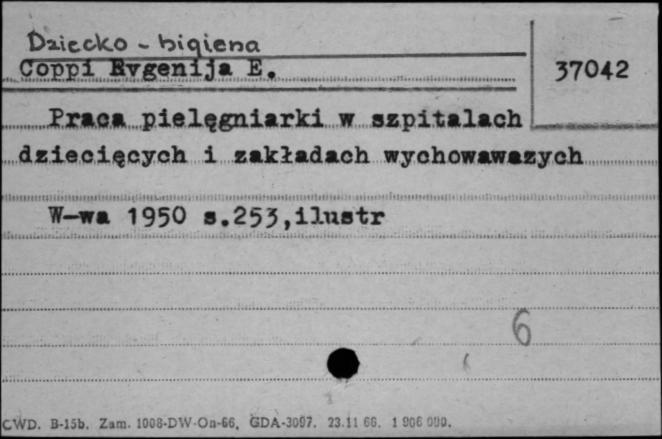 Dziecko - higiena
Coppi Evgenija E.
37042
Praca pielęgniarki w szpitalach
dziecięcych i zakładach wychowawczych
W-wa 1950 s.253,ilustr
6
CWD. B-15b. Zam. 1008-DW-On-66. GDA-3097. 23.11 66. 1 906 000.